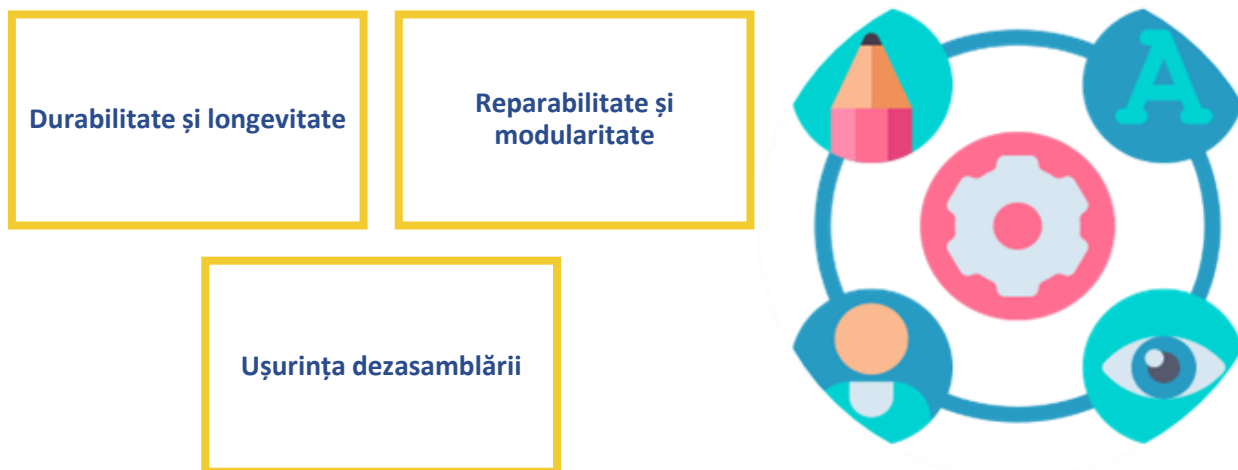 Durabilitate și longevitate
Reparabilitate și
modularitate
A
Ușurința dezasamblării